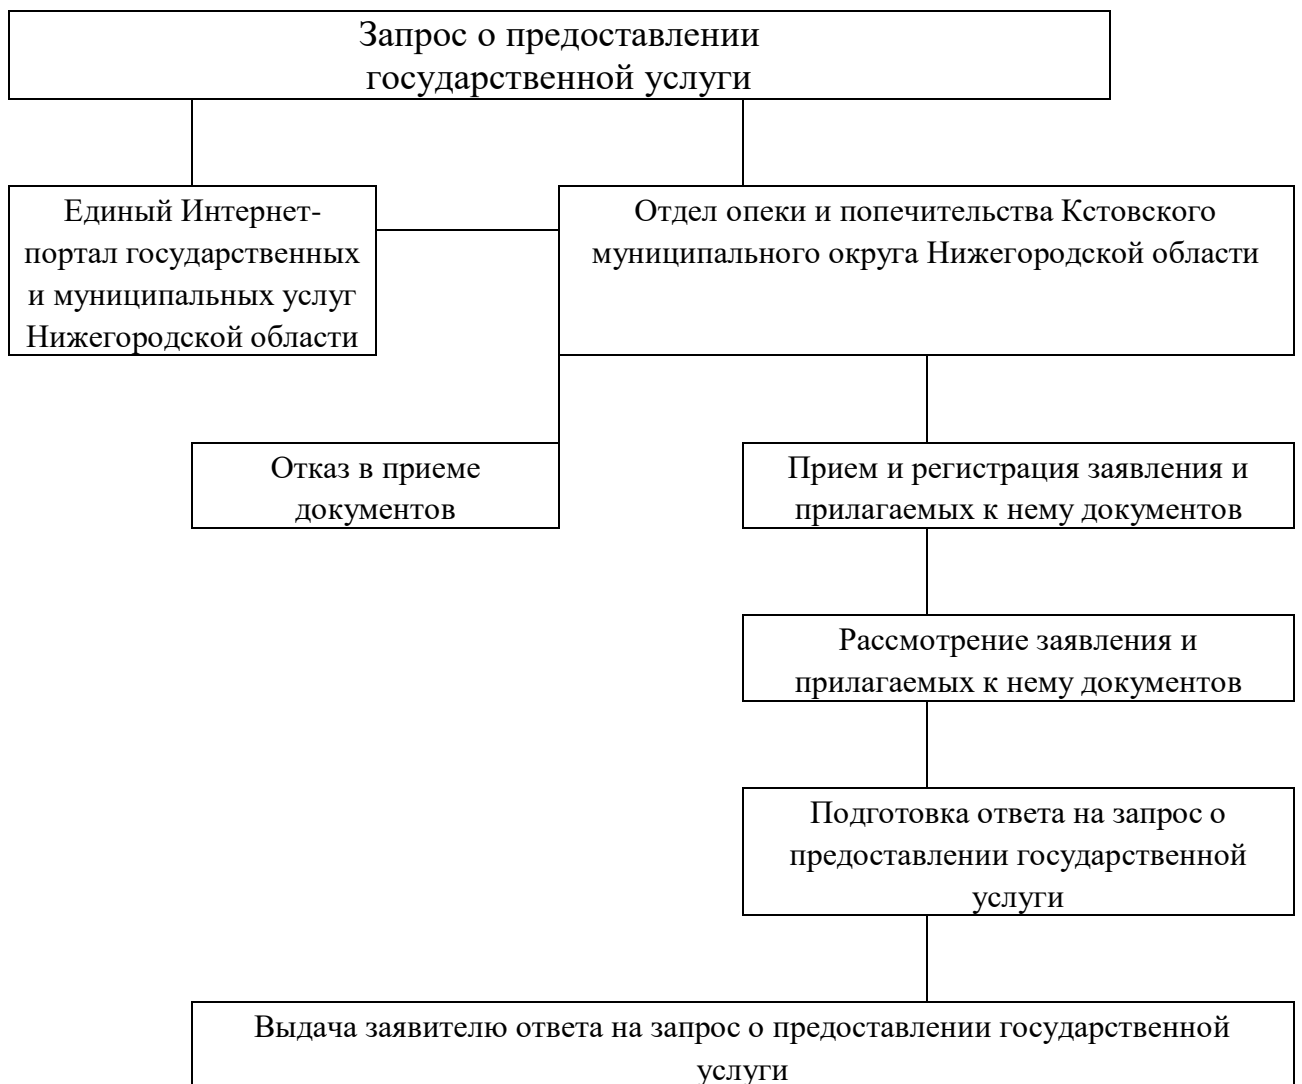 Запрос о предоставлении
государственной услуги
Единый Интернет-
портал государственных
и муниципальных услуг
Нижегородской области
Отдел опеки и попечительства Кстовского
муниципального округа Нижегородской области
Отказ в приеме
документов
Прием и регистрация заявления и
прилагаемых к нему документов
Рассмотрение заявления и
прилагаемых к нему документов
Подготовка ответа на запрос о
предоставлении государственной
услуги
Выдача заявителю ответа на запрос о предоставлении государственной
услуги